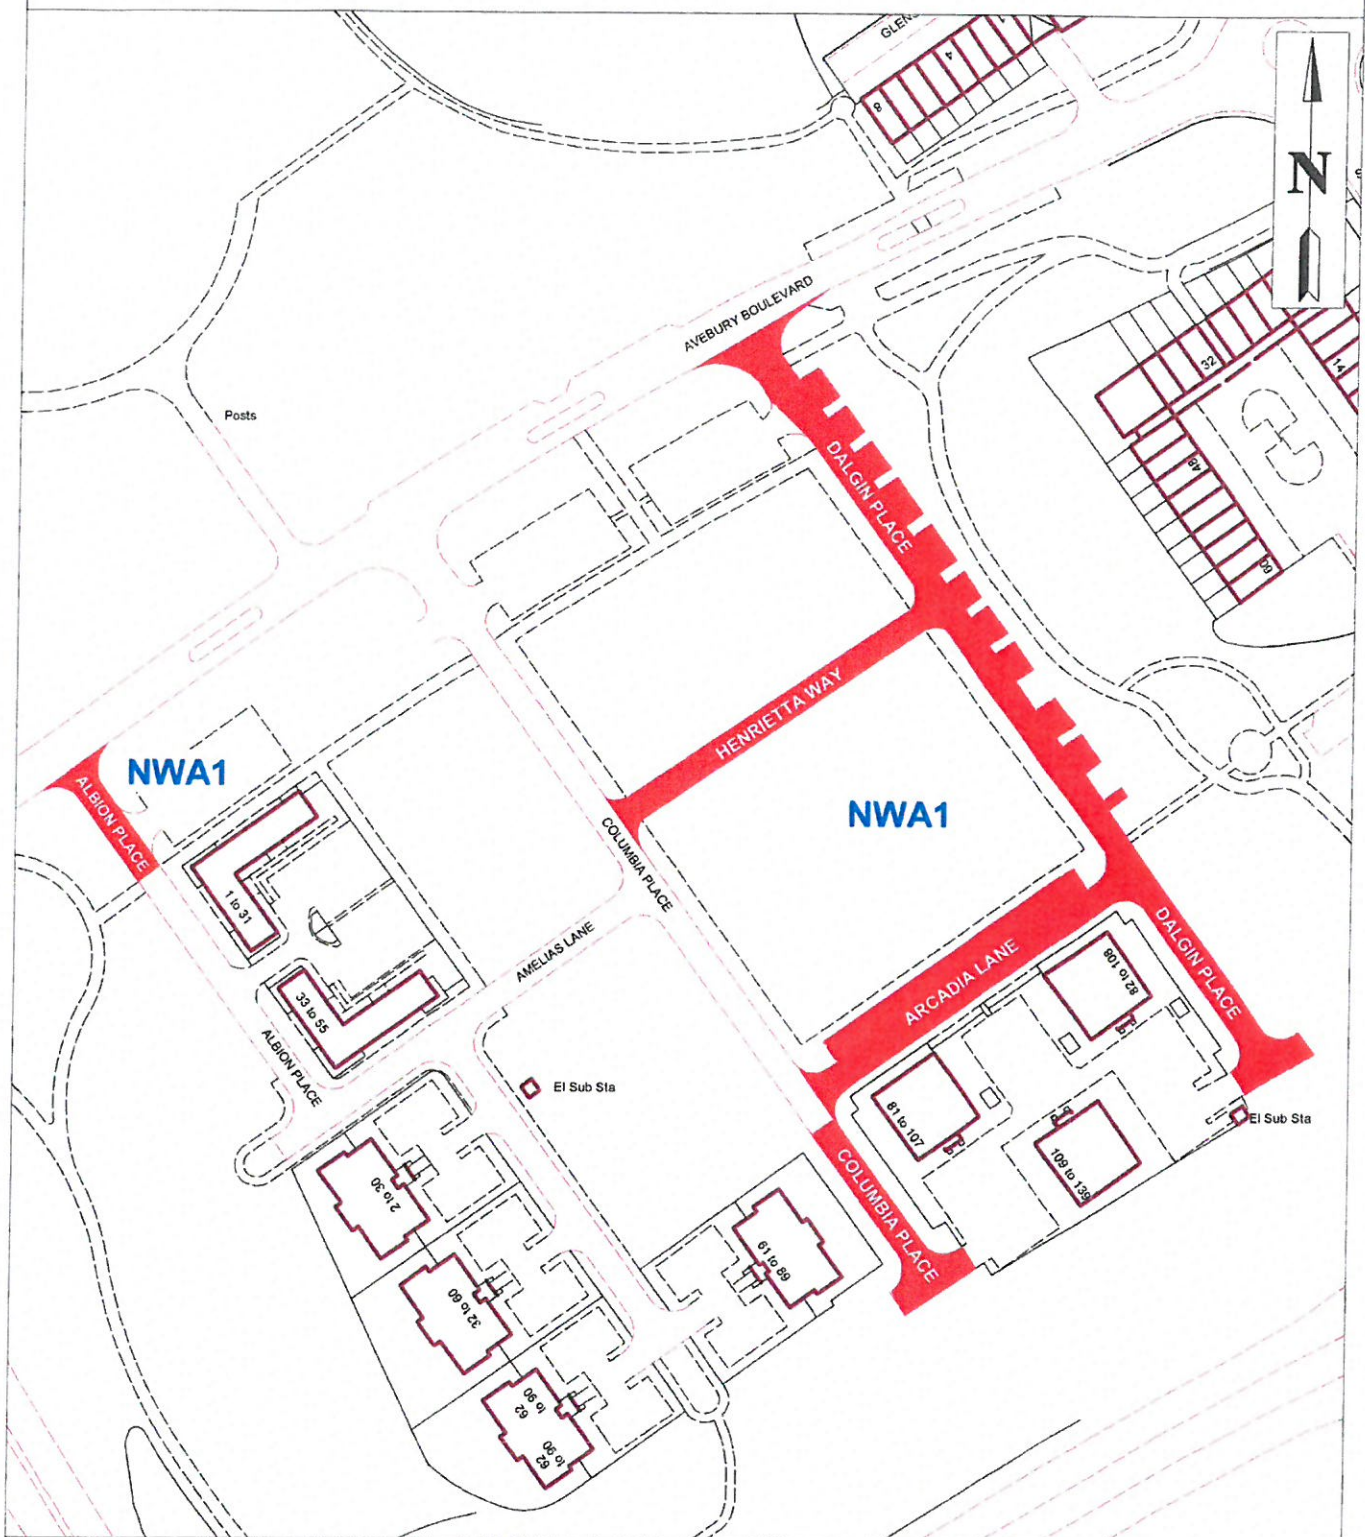 GLENS
4
8
N
AVEBURY BOULEVARD
Posts
32
14
48
60
DALGIN PLACE
HENRIETTA WAY
NWA1
ALBION PLACE
NWA1
COLUMBIA PLACE
1 to 31
AMELIAS LANE
ARCADIA LANE
DALGIN PLACE
82 to 108
33 to 55
ALBION PLACE
El Sub Sta
81 to 107
El Sub Sta
109 to 139
COLUMBIA PLACE
2 to 30
61 to 89
32 to 60
62
to 90
62
to 90